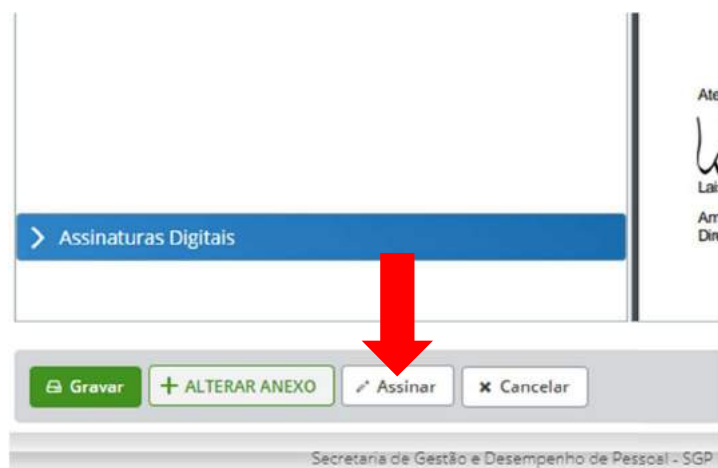 Assinaturas Digitais
Gravar
+ ALTERAR ANEXO
Assinar
Cancelar
Secretaria de Gestão e Desempenho de Pessoal - SGP